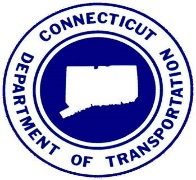 CONNECTICUT
DEPARTMENT OF TRANSPORTATION